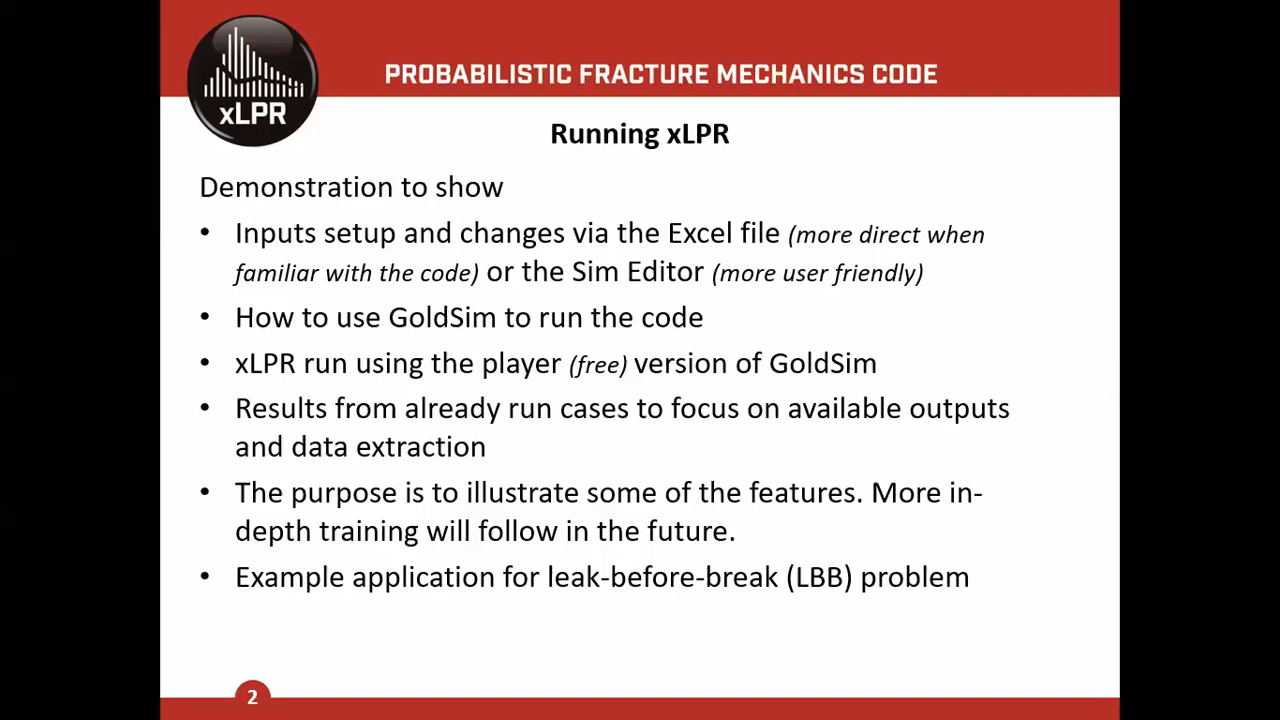 xLPR
PROBABILISTIC FRACTURE MECHANICS CODE
Running xLPR
Demonstration to show
• Inputs setup and changes via the Excel file (more direct when
familiar with the code) or the Sim Editor (more user friendly)
• How to use GoldSim to run the code
• xLPR run using the player (free) version of GoldSim
• Results from already run cases to focus on available outputs
and data extraction
• The purpose is to illustrate some of the features. More in-
depth training will follow in the future.
• Example application for leak-before-break (LBB) problem
2